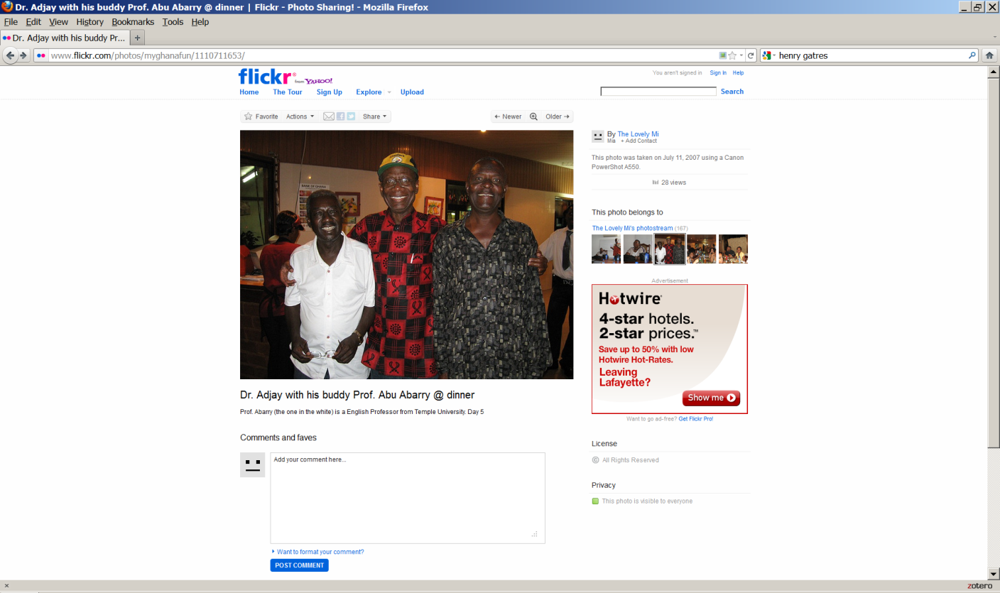 Dr. Adjay with his buddy Prof. Abu Abarry @ dinner | Flickr - Photo Sharing! - Mozilla Firefox
File Edit View History Bookmarks Tools Help
Dr. Adjay with his buddy Pr... +
www.flickr.com/photos/myghanafun/1110711653/ henry gatres
flickr® from YAHOO!
You aren't signed in Sign In Help
Home The Tour Sign Up Explore Upload
Search
Favorite Actions Share
← Newer Older →
BANK OF GHANA
By The Lovely Mi
Mia + Add Contact
This photo was taken on July 11, 2007 using a Canon
PowerShot A550.
28 views
This photo belongs to
The Lovely Mi's photostream (167)
Advertisement
Hotwire®
4-star hotels.
2-star prices.™
Save up to 50% with low
Hotwire Hot-Rates.
Leaving
Lafayette?
Show me
Want to go ad-free? Get Flickr Pro!
Dr. Adjay with his buddy Prof. Abu Abarry @ dinner
Prof. Abarry (the one in the white) is a English Professor from Temple University. Day 5
Comments and faves
Add your comment here...
Want to format your comment?
POST COMMENT
License
© All Rights Reserved
Privacy
This photo is visible to everyone
zotero